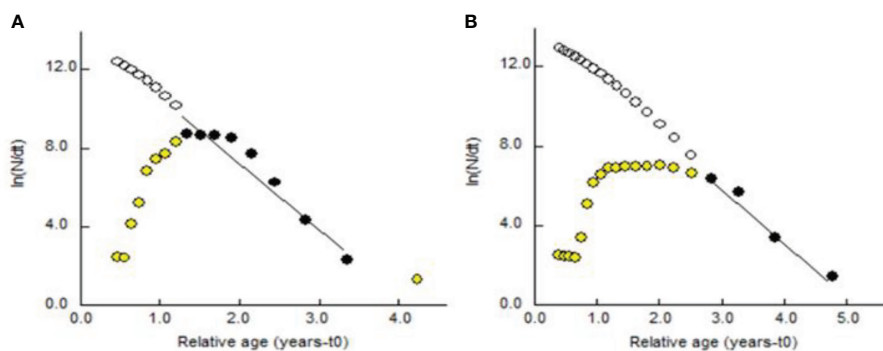 A
ln(N/dt)
12.0
8.0
4.0
0.0
0.0 1.0 2.0 3.0 4.0
Relative age (years-t0)
B
ln(N/dt)
12.0
8.0
4.0
0.0
0.0 1.0 2.0 3.0 4.0 5.0
Relative age (years-t0)